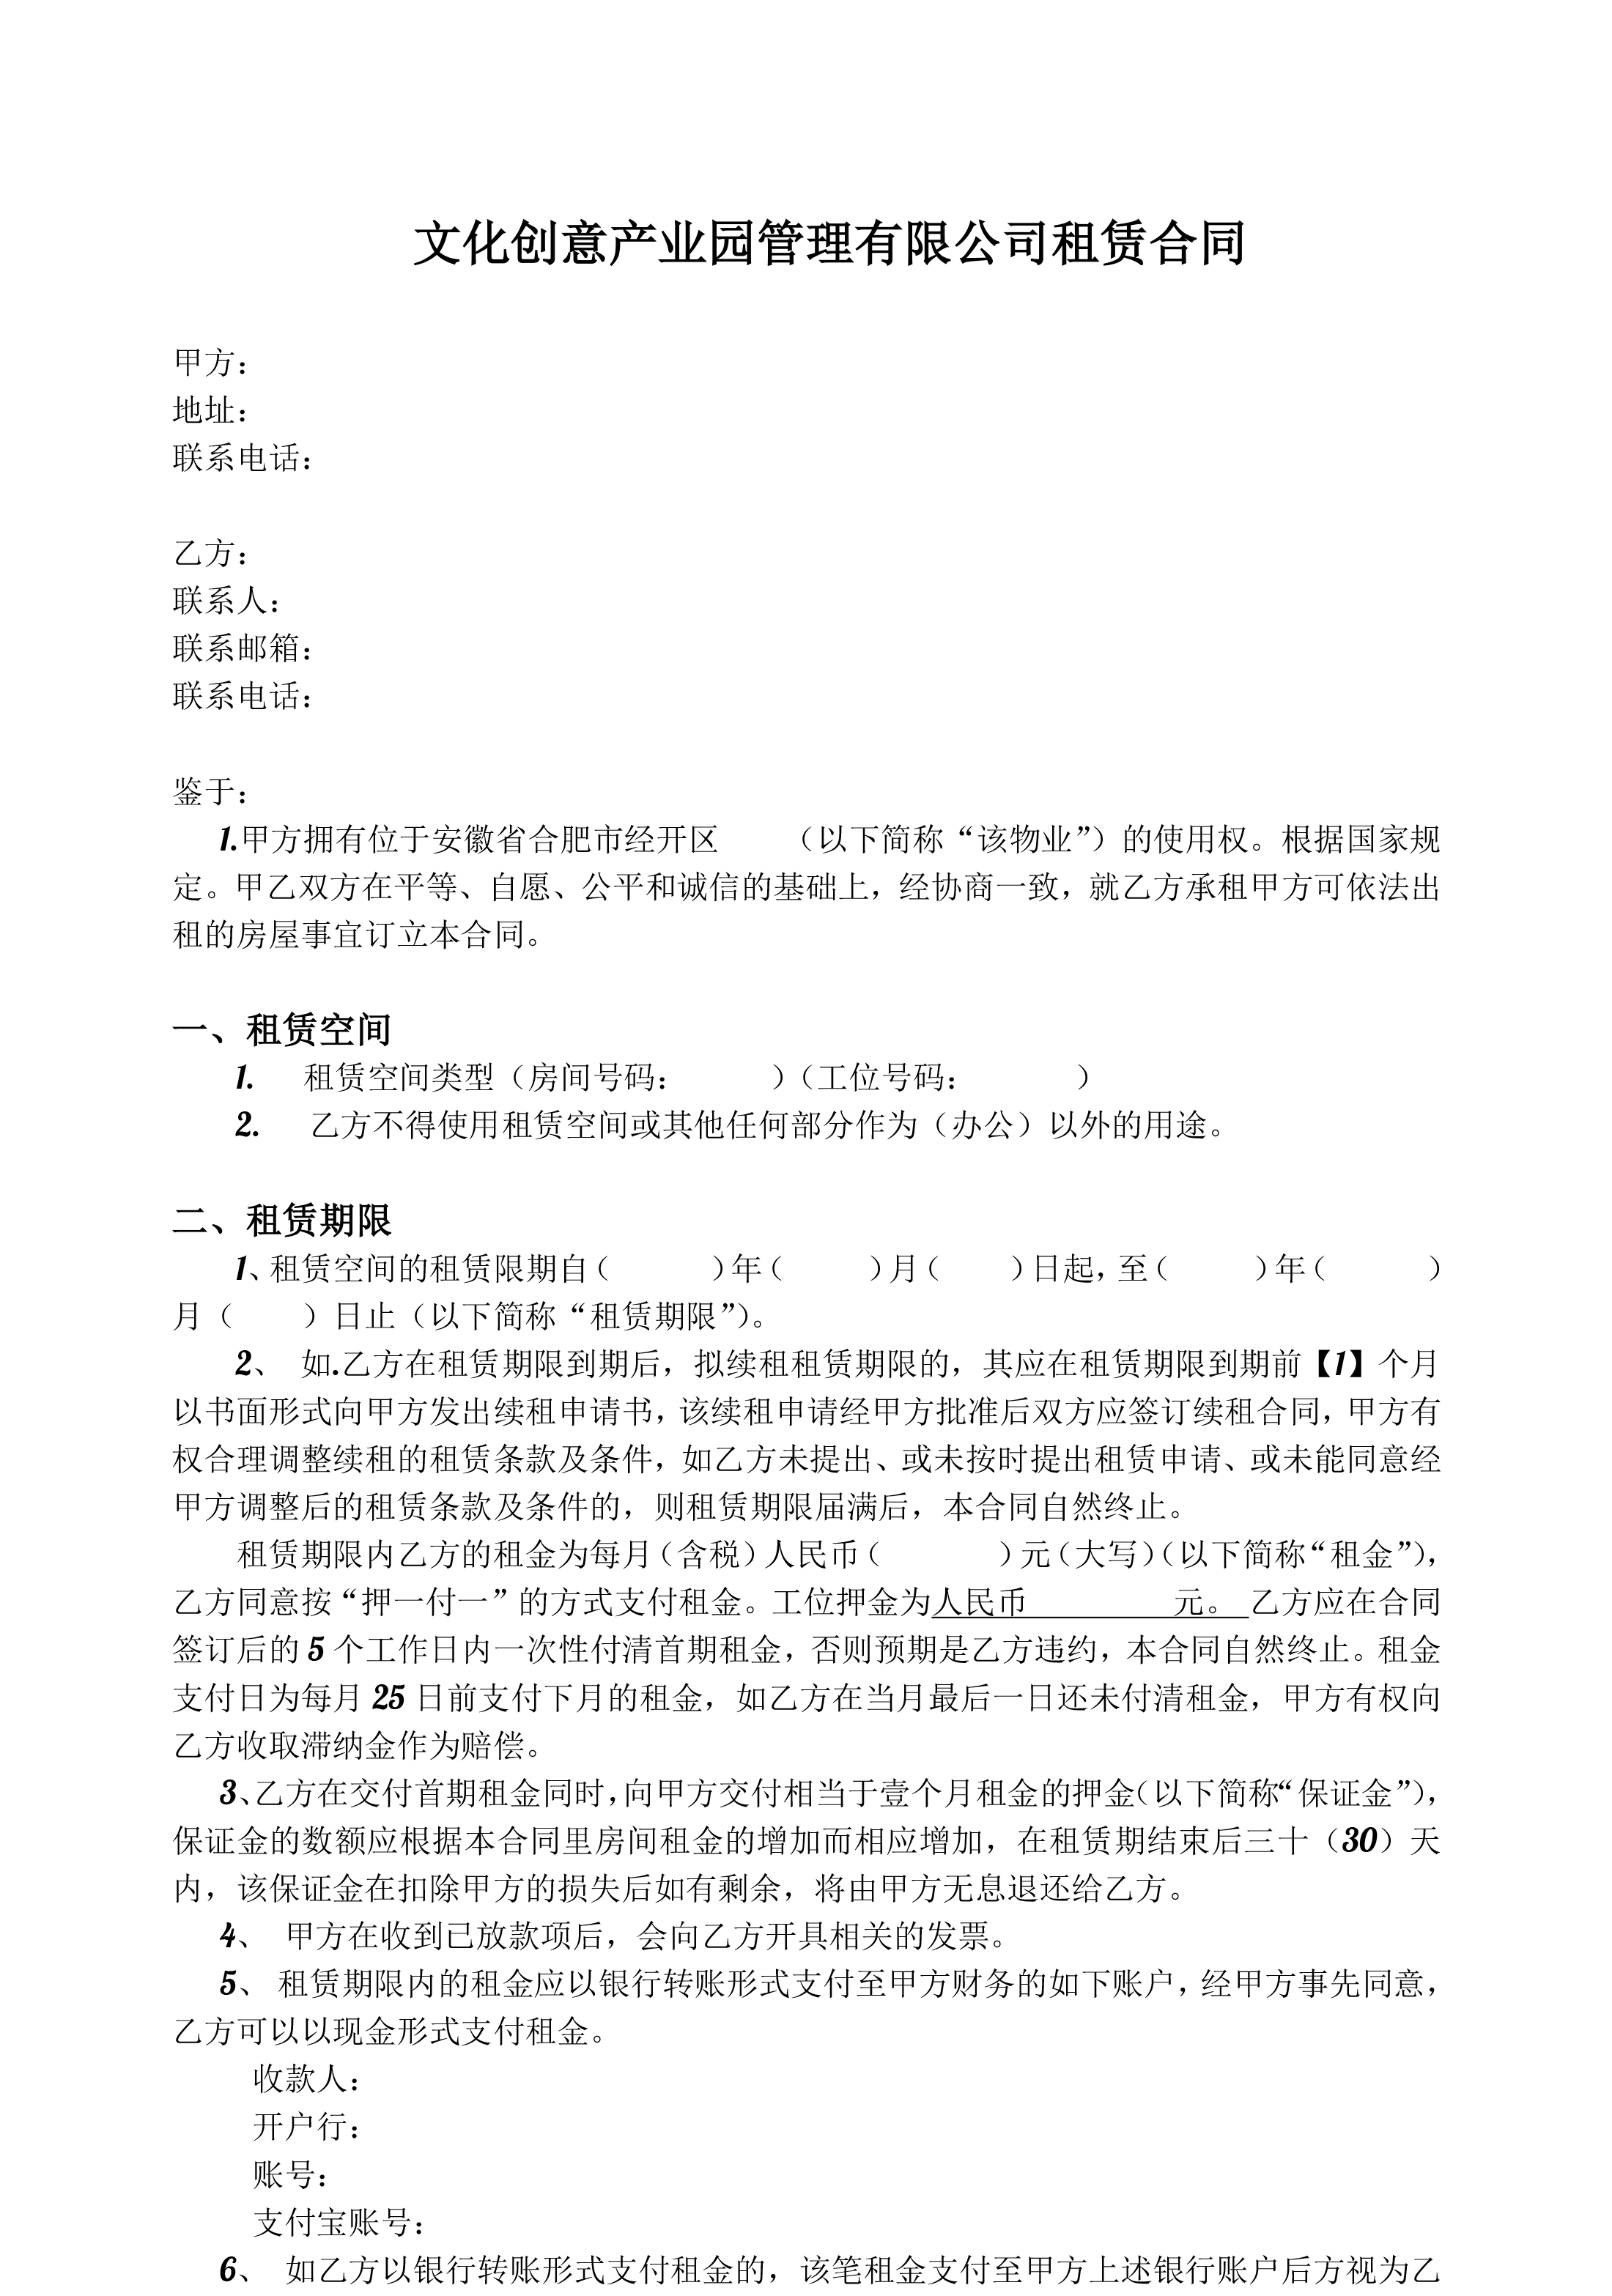 文化创意产业园管理有限公司租赁合同
甲方：
地址：
联系电话：
乙方：
联系人：
联系邮箱：
联系电话：
鉴于：
1.甲方拥有位于安徽省合肥市经开区　　（以下简称“该物业”）的使用权。根据国家规
定。甲乙双方在平等、自愿、公平和诚信的基础上，经协商一致，就乙方承租甲方可依法出
租的房屋事宜订立本合同。
一、租赁空间
1.　租赁空间类型（房间号码：　　　）（工位号码：　　　）
2.　乙方不得使用租赁空间或其他任何部分作为（办公）以外的用途。
二、租赁期限
1、租赁空间的租赁限期自（　　　）年（　　）月（　　）日起，至（　　）年（　　　）
月（　　）日止（以下简称“租赁期限”）。
2、 如.乙方在租赁期限到期后，拟续租租赁期限的，其应在租赁期限到期前【1】个月
以书面形式向甲方发出续租申请书，该续租申请经甲方批准后双方应签订续租合同，甲方有
权合理调整续租的租赁条款及条件，如乙方未提出、或未按时提出租赁申请、或未能同意经
甲方调整后的租赁条款及条件的，则租赁期限届满后，本合同自然终止。
租赁期限内乙方的租金为每月（含税）人民币（　　　）元（大写）（以下简称“租金”），
乙方同意按“押一付一”的方式支付租金。工位押金为人民币　　　　元。 乙方应在合同
签订后的 5 个工作日内一次性付清首期租金，否则预期是乙方违约，本合同自然终止。租金
支付日为每月 25 日前支付下月的租金，如乙方在当月最后一日还未付清租金，甲方有权向
乙方收取滞纳金作为赔偿。
3、乙方在交付首期租金同时，向甲方交付相当于壹个月租金的押金（以下简称“保证金”），
保证金的数额应根据本合同里房间租金的增加而相应增加，在租赁期结束后三十（30）天
内，该保证金在扣除甲方的损失后如有剩余，将由甲方无息退还给乙方。
4、 甲方在收到已放款项后，会向乙方开具相关的发票。
5、 租赁期限内的租金应以银行转账形式支付至甲方财务的如下账户，经甲方事先同意，
乙方可以以现金形式支付租金。
收款人：
开户行：
账号：
支付宝账号：
6、 如乙方以银行转账形式支付租金的，该笔租金支付至甲方上述银行账户后方视为乙